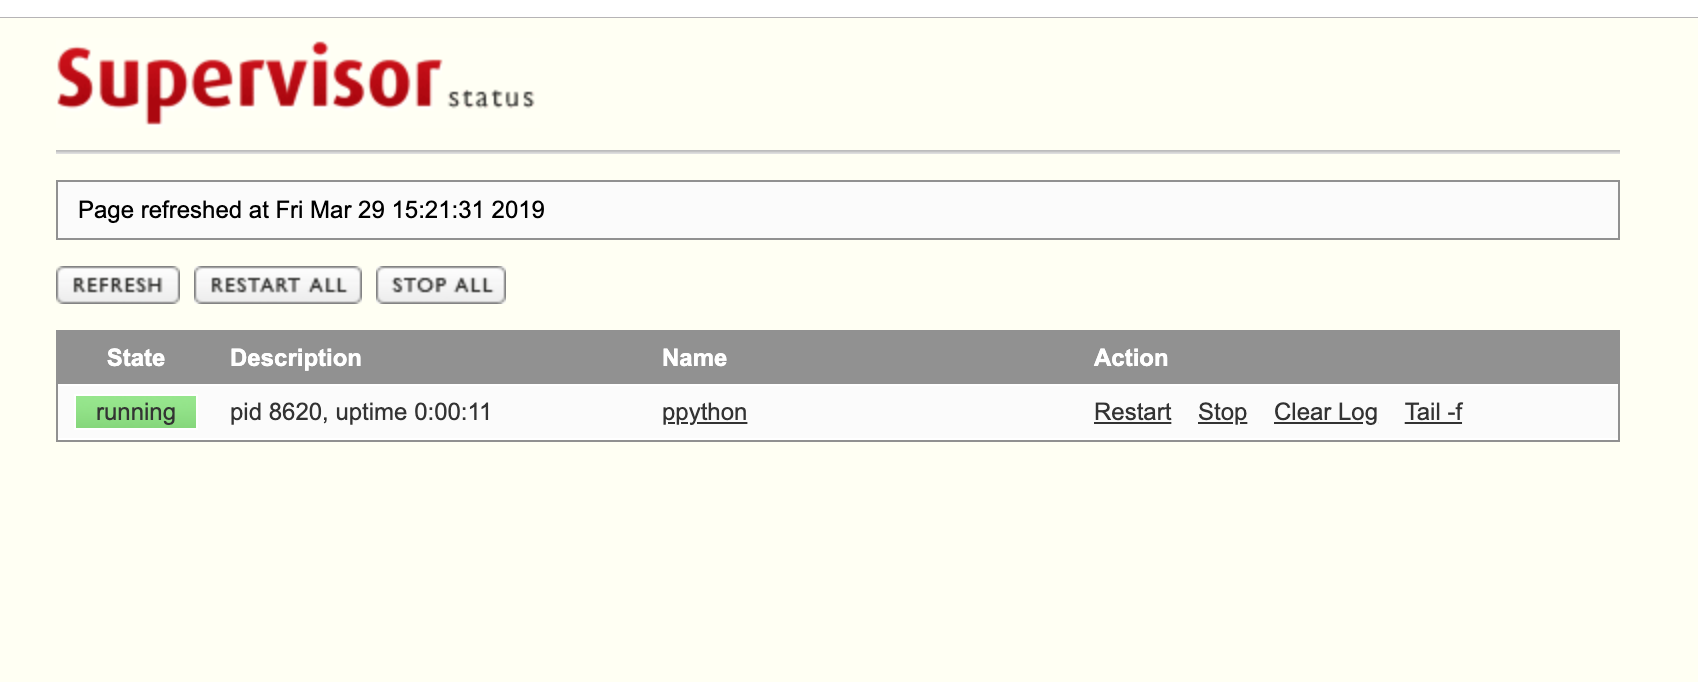 Supervisor status
Page refreshed at Fri Mar 29 15:21:31 2019
REFRESH RESTART ALL STOP ALL
State Description Name Action
running pid 8620, uptime 0:00:11 ppython Restart Stop Clear Log Tail -f